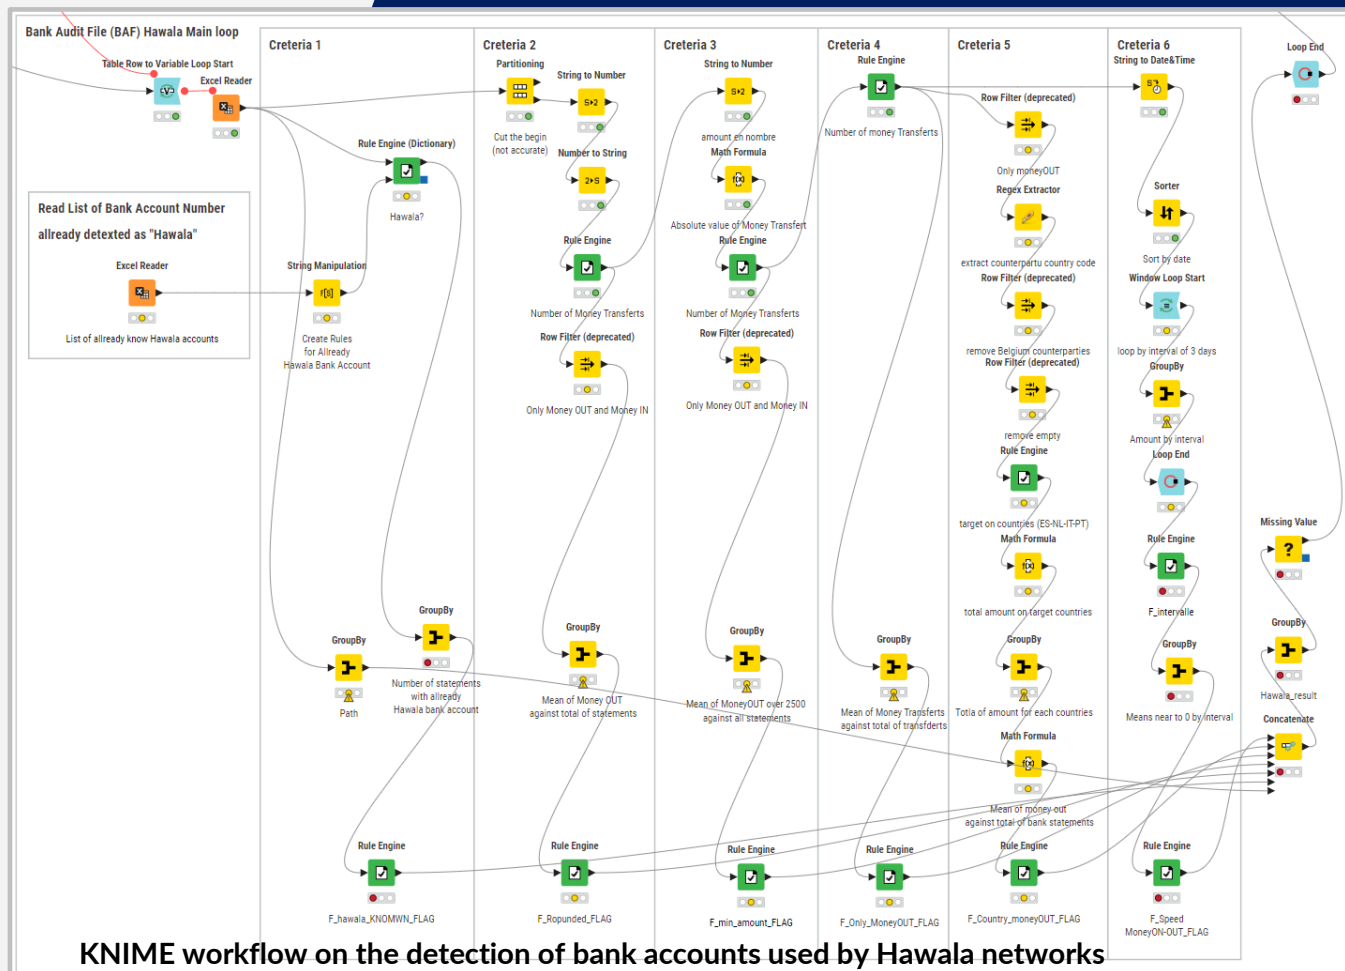 Bank Audit File (BAF) Hawala Main loop
Table Row to Variable Loop Start
Excel Reader
Read List of Bank Account Number
allready detexted as "Hawala"
Excel Reader
List of allready know Hawala accounts
Creteria 1
Rule Engine (Dictionary)
Hawala?
String Manipulation
Create Rules
for Allready
Hawala Bank Account
GroupBy
Path
GroupBy
Number of statements
with allready
Hawala bank account
Rule Engine
F_hawala_KNOMWN_FLAG
Creteria 2
Partitioning
Cut the begin
(not accurate)
String to Number
Number to String
Rule Engine
Number of Money Transferts
Row Filter (deprecated)
Only Money OUT and Money IN
GroupBy
Mean of Money OUT
against total of statements
Rule Engine
F_Ropunded_FLAG
Creteria 3
String to Number
amount en nombre
Math Formula
Absolute value of Money Transfert
Rule Engine
Number of Money Transferts
Row Filter (deprecated)
Only Money OUT and Money IN
GroupBy
Mean of MoneyOUT over 2500
against all statements
Rule Engine
F_min_amount_FLAG
Creteria 4
Rule Engine
Number of money Transferts
GroupBy
Mean of Money Transferts
against total of transfderts
Rule Engine
F_Only_MoneyOUT_FLAG
Creteria 5
Row Filter (deprecated)
Only moneyOUT
Regex Extractor
extract counterpartu country code
Row Filter (deprecated)
remove Belgium counterparties
Row Filter (deprecated)
remove empty
Rule Engine
target on countries (ES-NL-IT-PT)
Math Formula
total amount on target countries
GroupBy
Totla of amount for each countries
Math Formula
Mean of money out
against total of bank statements
Rule Engine
F_Country_moneyOUT_FLAG
Creteria 6
String to Date&Time
Sorter
Sort by date
Window Loop Start
loop by interval of 3 days
GroupBy
Amount by interval
Loop End
Rule Engine
F_intervalle
GroupBy
Means near to 0 by interval
Rule Engine
F_Speed
MoneyON-OUT_FLAG
Loop End
Missing Value
GroupBy
Hawala_result
Concatenate
KNIME workflow on the detection of bank accounts used by Hawala networks